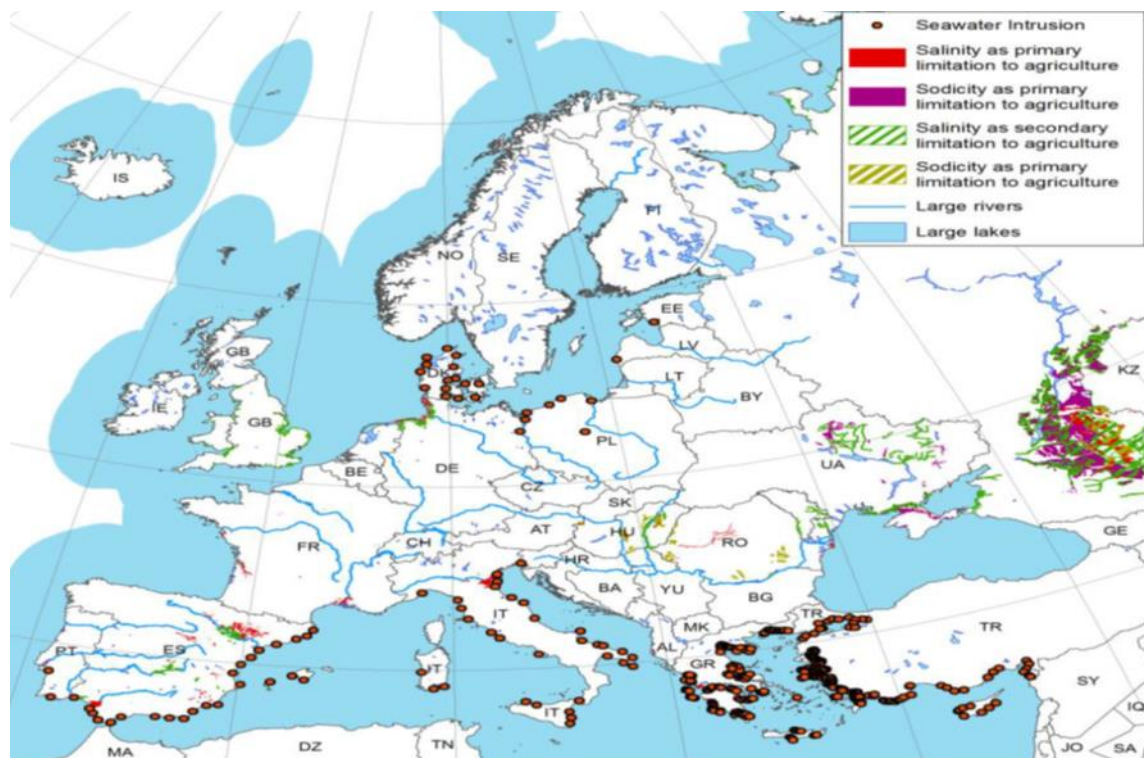 Seawater Intrusion
Salinity as primary
limitation to agriculture
Sodicity as primary
limitation to agriculture
Salinity as secondary
limitation to agriculture
Sodicity as primary
limitation to agriculture
Large rivers
Large lakes
IS
FI
NO
SE
EE
GB
LV
DK
KZ
LT
IE
GB
BY
PL
DE
UA
BE
CZ
SK
FR
AT
HU
CH
RO
GE
HR
BA
YU
IT
BG
MK
TR
PT
ES
AL
TR
IT
GR
SY
IT
IQ
MA
DZ
TN
JO
SA